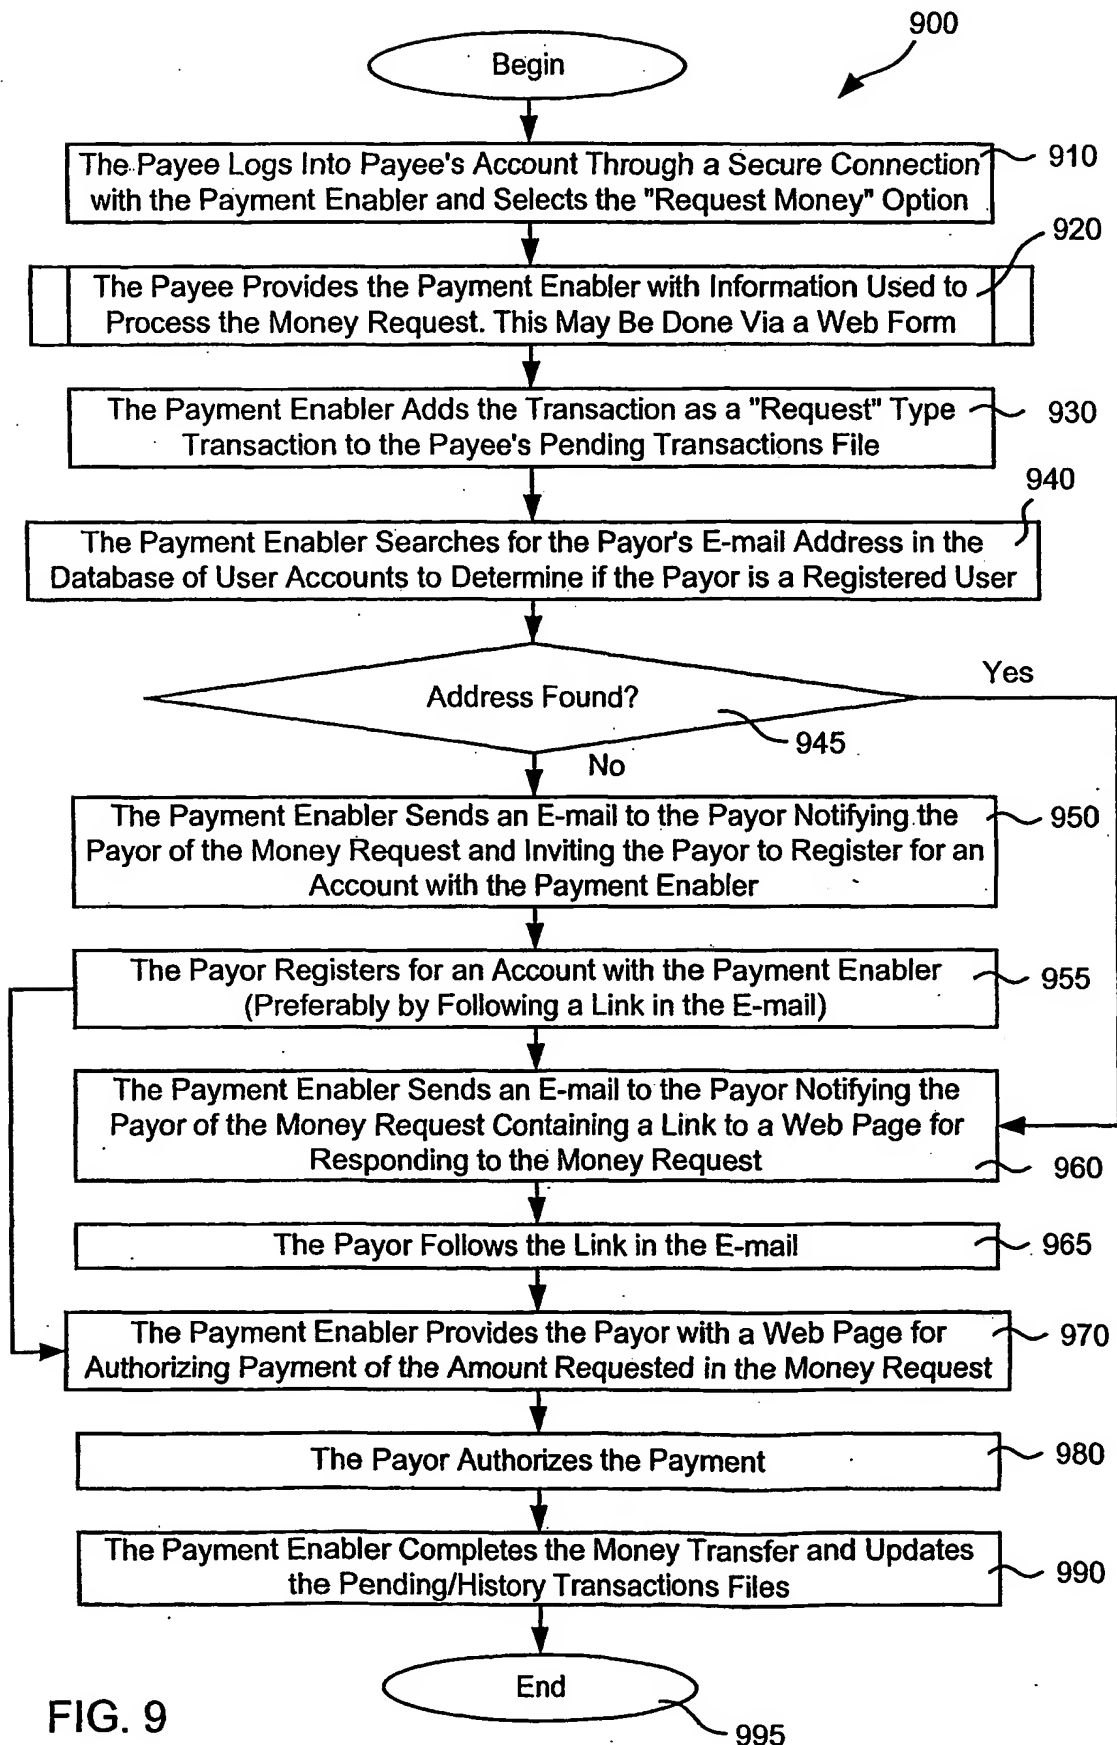 900
Begin
The Payee Logs Into Payee's Account Through a Secure Connection
with the Payment Enabler and Selects the "Request Money" Option
910
920
The Payee Provides the Payment Enabler with Information Used to
Process the Money Request. This May Be Done Via a Web Form
The Payment Enabler Adds the Transaction as a "Request" Type
Transaction to the Payee's Pending Transactions File
930
940
The Payment Enabler Searches for the Payor's E-mail Address in the
Database of User Accounts to Determine if the Payor is a Registered User
Yes
Address Found?
945
No
The Payment Enabler Sends an E-mail to the Payor Notifying the
Payor of the Money Request and Inviting the Payor to Register for an
Account with the Payment Enabler
950
The Payor Registers for an Account with the Payment Enabler
(Preferably by Following a Link in the E-mail)
955
The Payment Enabler Sends an E-mail to the Payor Notifying the
Payor of the Money Request Containing a Link to a Web Page for
Responding to the Money Request
960
The Payor Follows the Link in the E-mail
965
The Payment Enabler Provides the Payor with a Web Page for
Authorizing Payment of the Amount Requested in the Money Request
970
The Payor Authorizes the Payment
980
The Payment Enabler Completes the Money Transfer and Updates
the Pending/History Transactions Files
990
End
995
FIG. 9